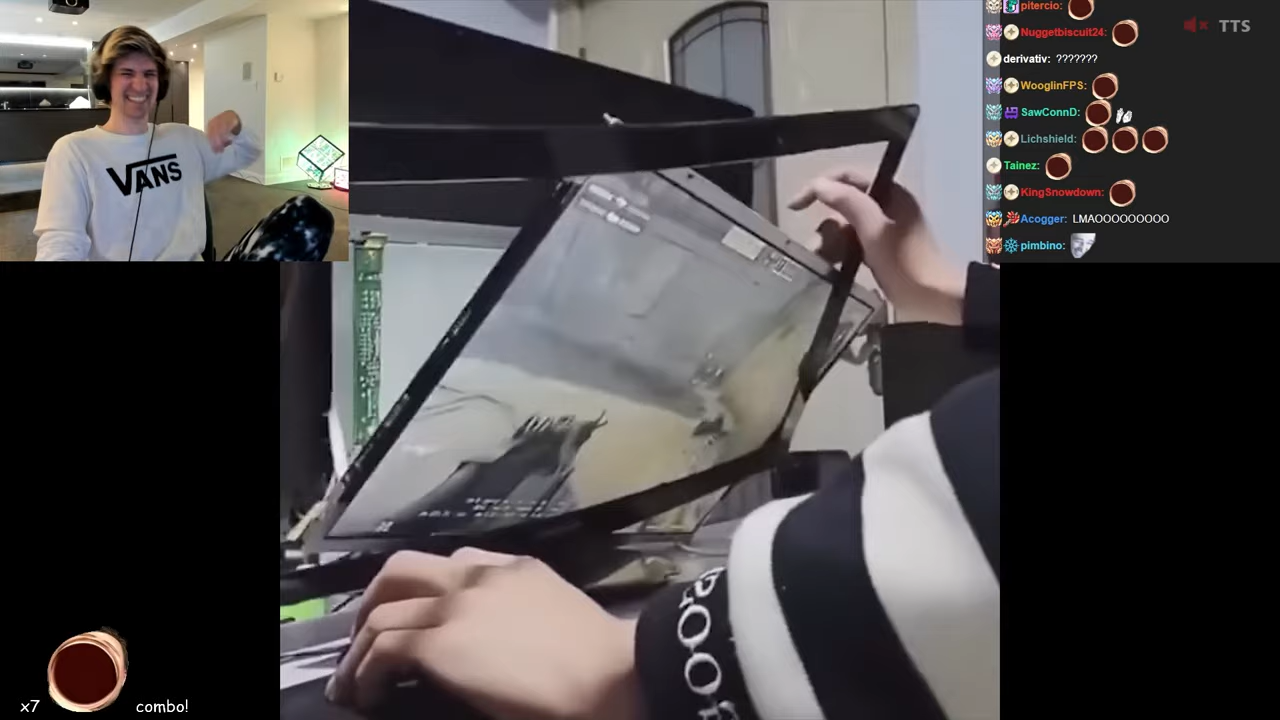 VANS
pitercio:
Nuggetbiscuit24:
derivativ: ???????
WooglinFPS:
SawConnD:
Lichshield:
Tainez:
KingSnowdown:
Acogger: LMAOOOOOOOOO
pimbino:
TTS
x7 combo!